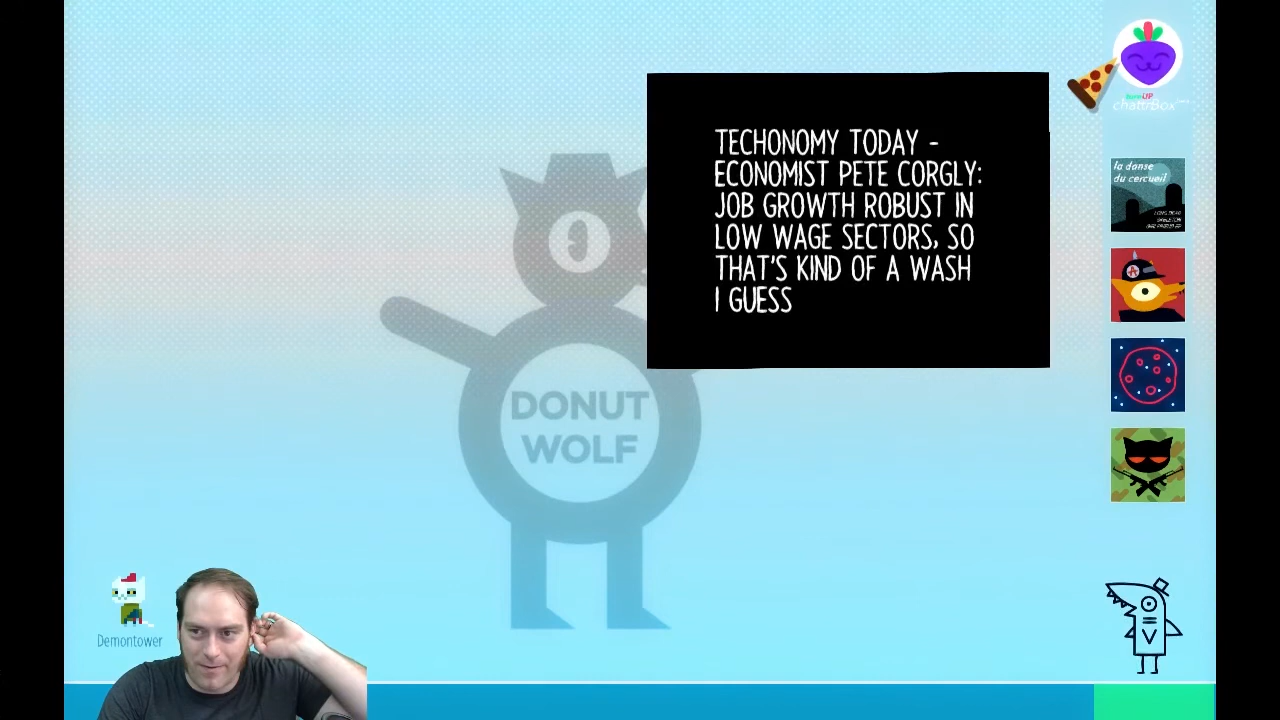 TECHONOMY TODAY -
ECONOMIST PETE CORGLY:
JOB GROWTH ROBUST IN
LOW WAGE SECTORS, SO
THAT'S KIND OF A WASH
I GUESS
chattrBox
la danse
du cercueil
DONUT
WOLF
Demontower